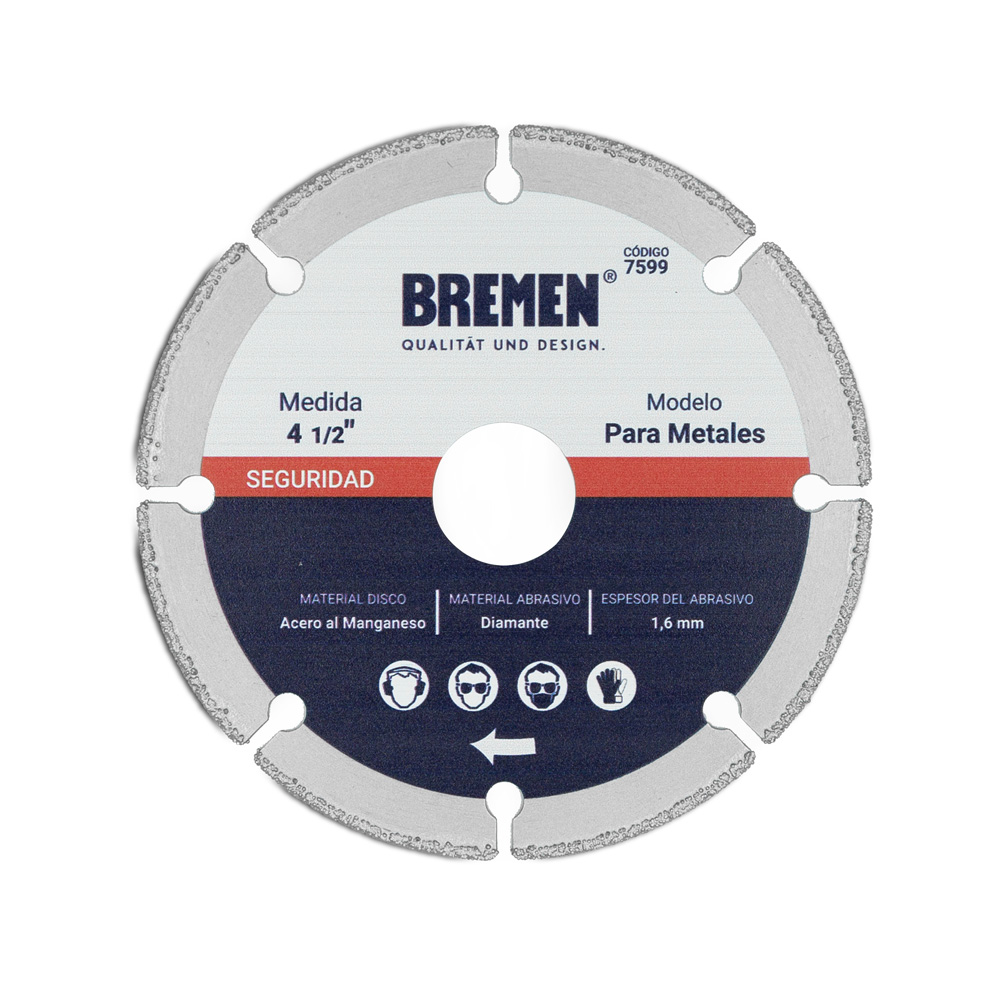 CÓDIGO
7599
BREMEN®
QUALITÄT UND DESIGN.
Medida
4 1/2"
Modelo
Para Metales
SEGURIDAD
MATERIAL DISCO
Acero al Manganeso
MATERIAL ABRASIVO
Diamante
ESPESOR DEL ABRASIVO
1,6 mm